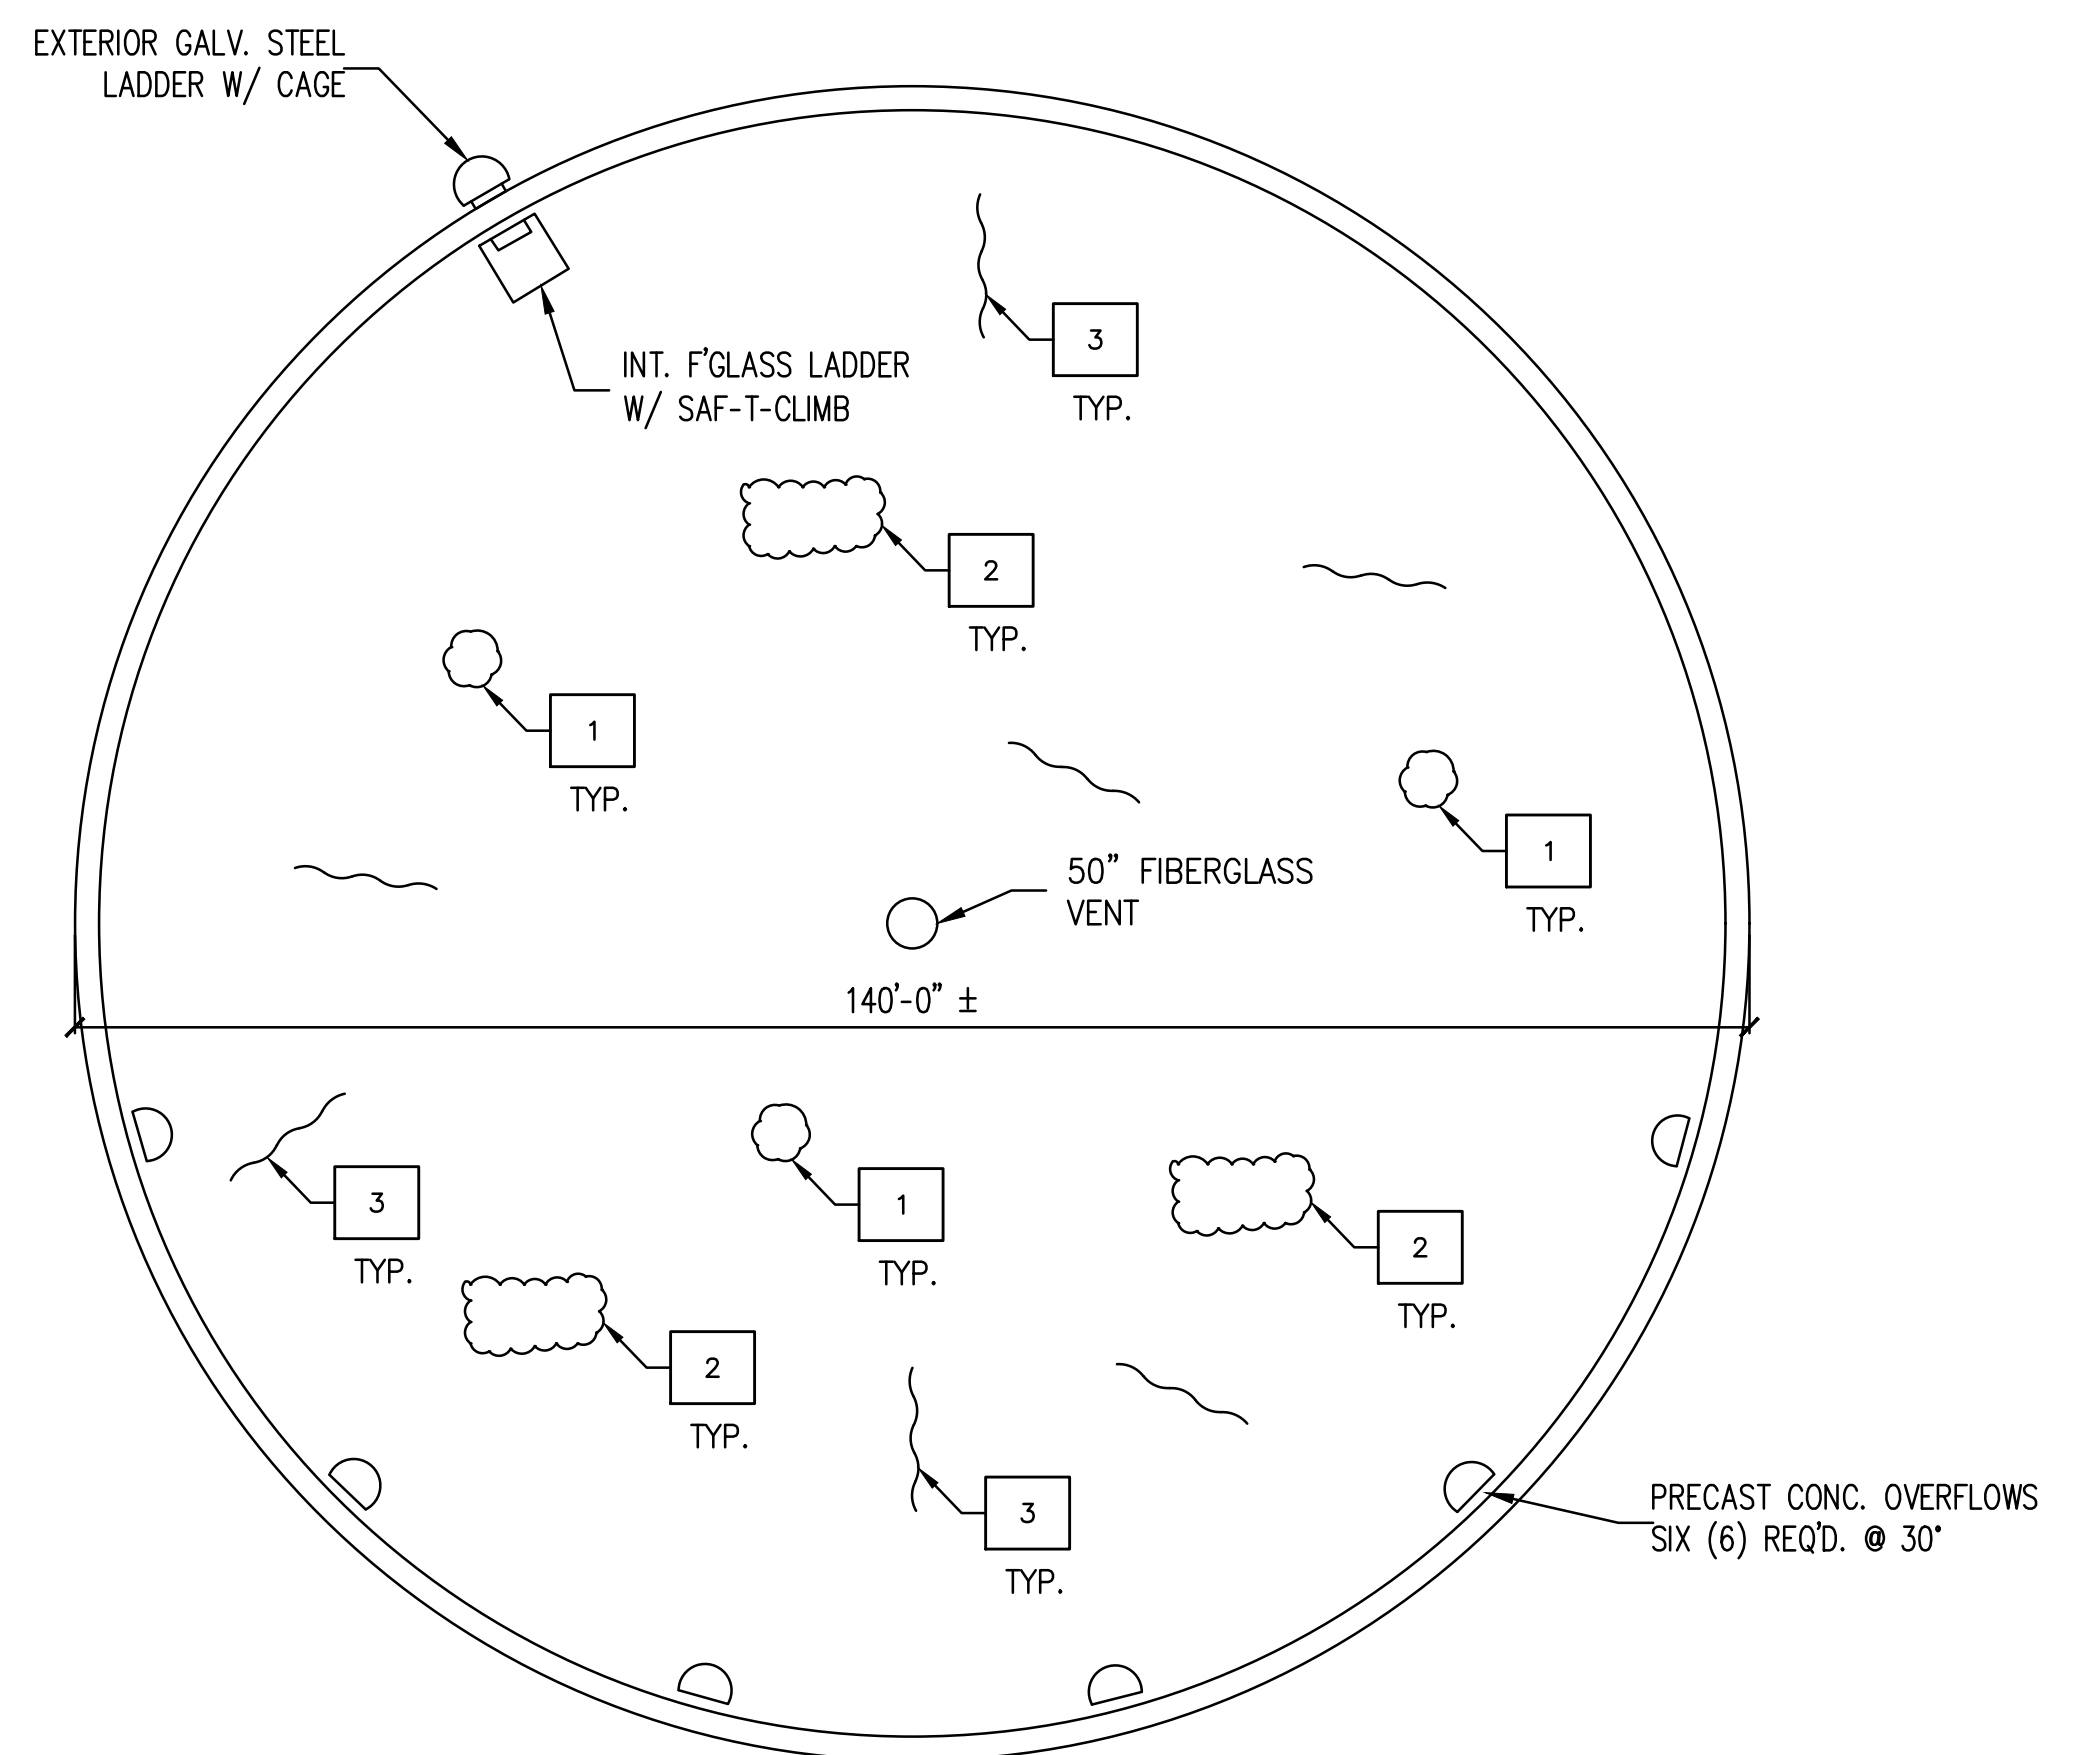 EXTERIOR GALV. STEEL
LADDER W/ CAGE
INT. F'GLASS LADDER
W/ SAF-T-CLIMB
3
TYP.
2
TYP.
1
TYP.
1
TYP.
50" FIBERGLASS
VENT
140'-0" ±
3
TYP.
1
TYP.
2
TYP.
2
TYP.
3
TYP.
PRECAST CONC. OVERFLOWS
SIX (6) REQ'D. @ 30°